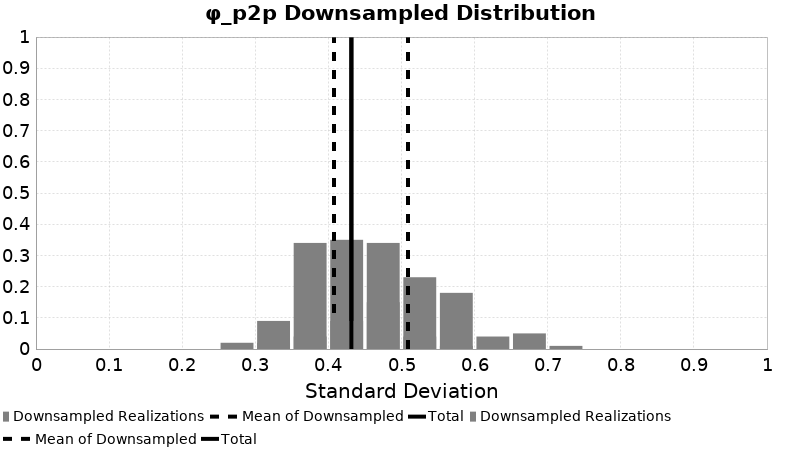 φ_p2p Downsampled Distribution
1
0.9
0.8
0.7
0.6
0.5
0.4
0.3
0.2
0.1
0
0 0.1 0.2 0.3 0.4 0.5 0.6 0.7 0.8 0.9 1
Standard Deviation
Downsampled Realizations Mean of Downsampled Total Downsampled Realizations
Mean of Downsampled Total